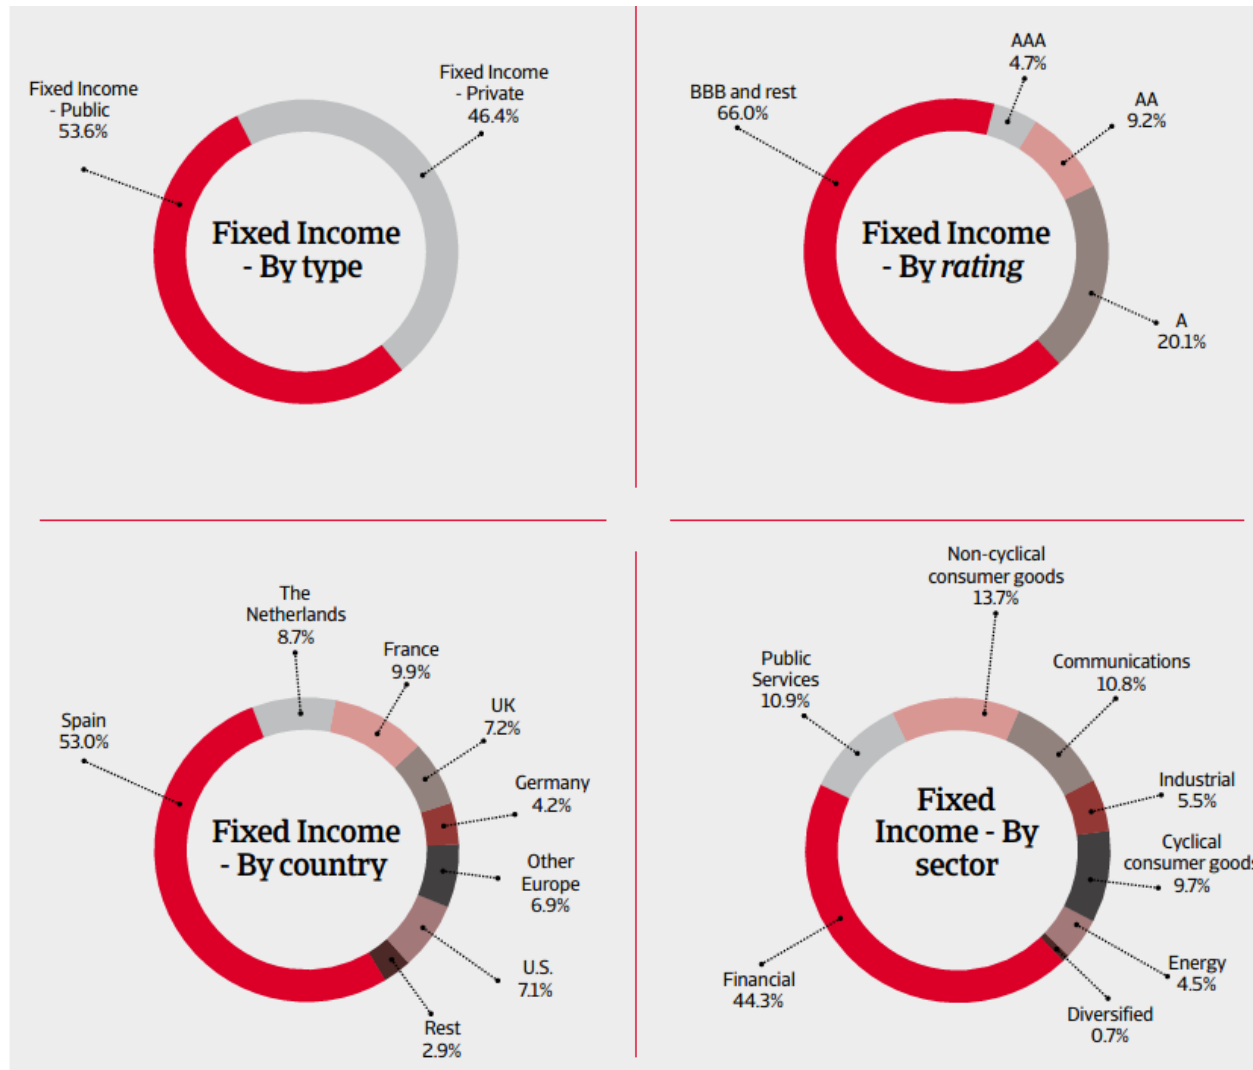 Fixed Income
- Public
53.6%
Fixed Income
- Private
46.4%
Fixed Income
- By type
BBB and rest
66.0%
AAA
4.7%
AA
9.2%
A
20.1%
Fixed Income
- By rating
Spain
53.0%
The
Netherlands
8.7%
France
9.9%
UK
7.2%
Germany
4.2%
Other
Europe
6.9%
U.S.
7.1%
Rest
2.9%
Fixed Income
- By country
Public
Services
10.9%
Non-cyclical
consumer goods
13.7%
Communications
10.8%
Industrial
5.5%
Cyclical
consumer goods
9.7%
Energy
4.5%
Diversified
0.7%
Financial
44.3%
Fixed
Income - By
sector